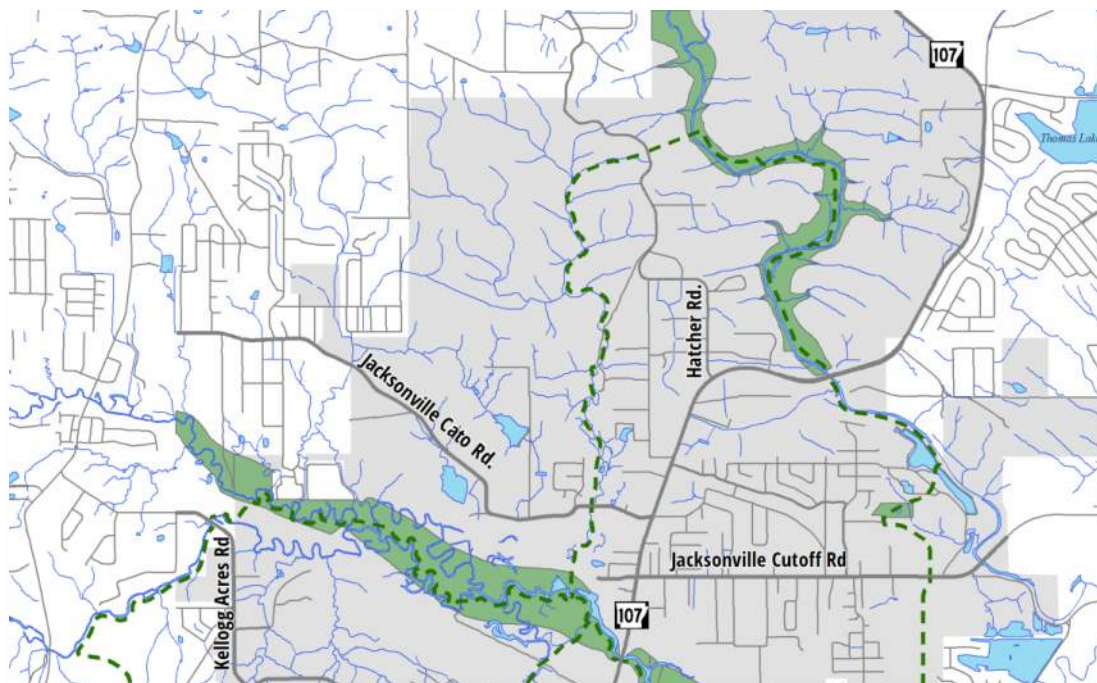 107
Thomas Lake
Hatcher Rd.
Jacksonville Cato Rd.
Jacksonville Cutoff Rd
Kellogg Acres Rd
107